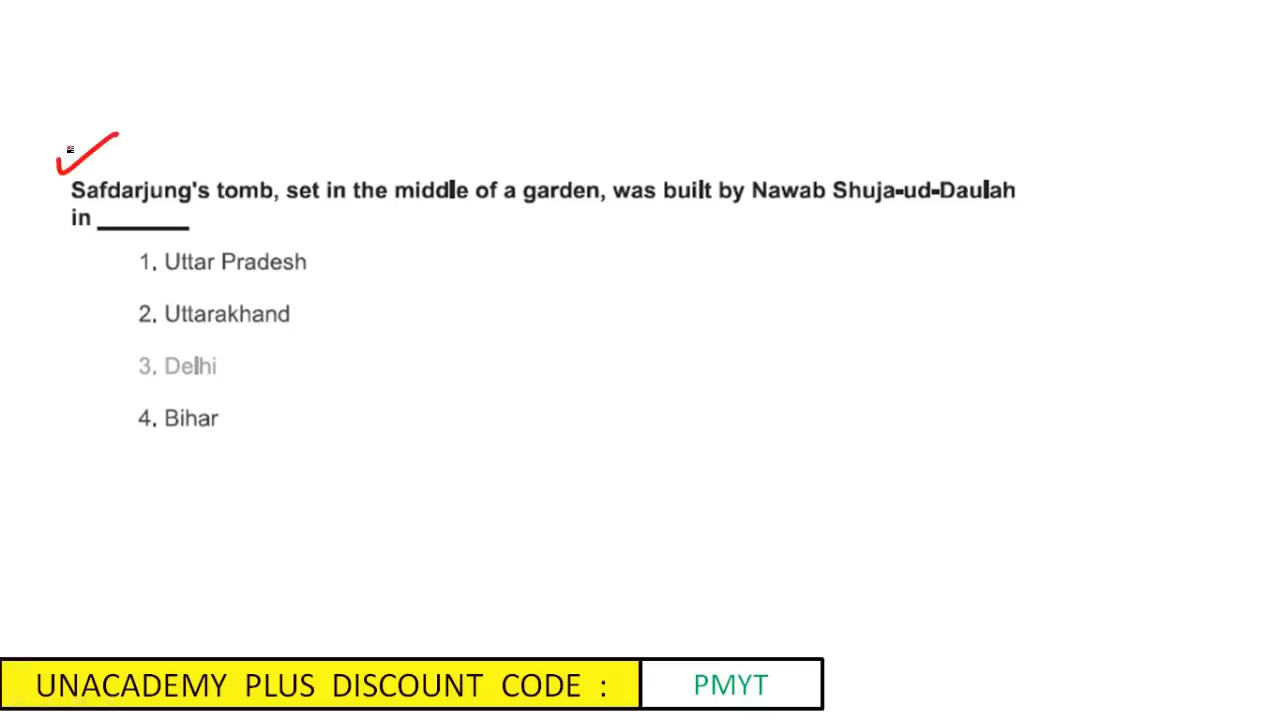 Safdarjung's tomb, set in the middle of a garden, was built by Nawab Shuja-ud-Daulah
in _______
1. Uttar Pradesh
2. Uttarakhand
3. Delhi
4. Bihar
UNACADEMY PLUS DISCOUNT CODE : PMYT